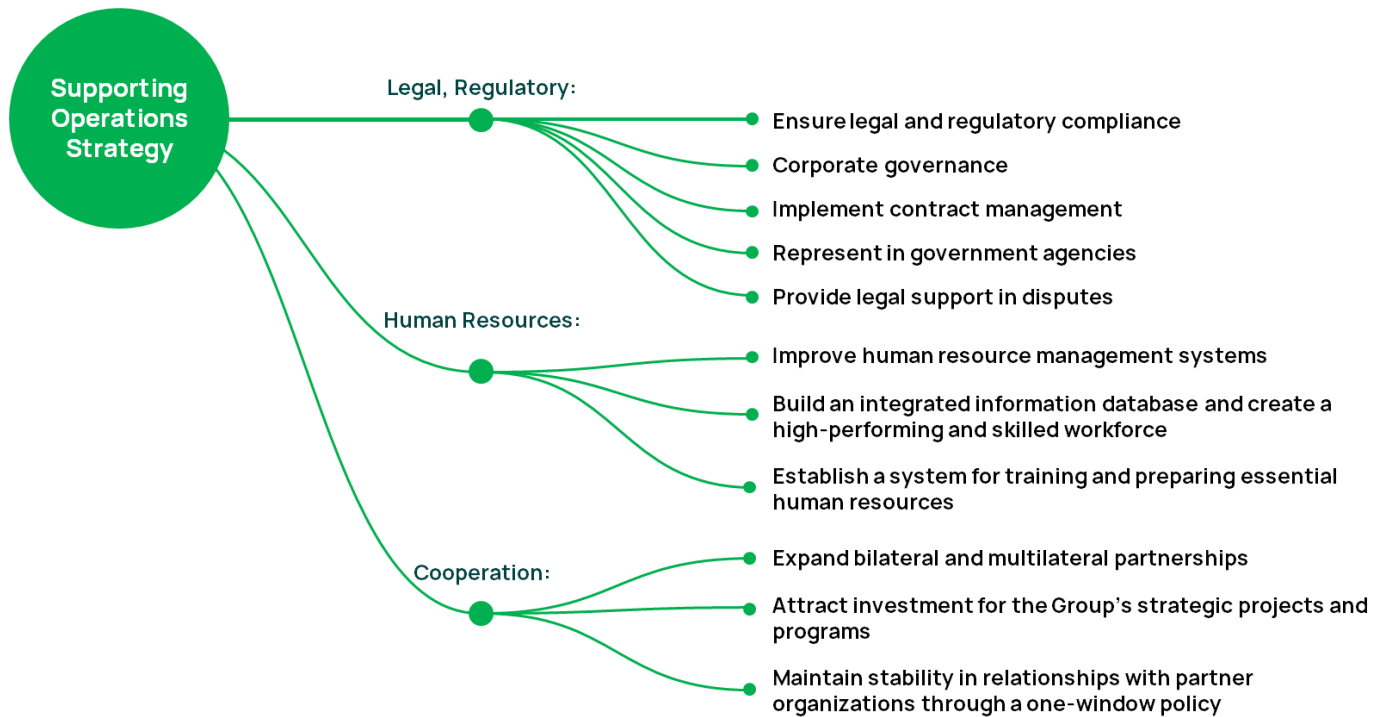 Supporting
Operations
Strategy
Legal, Regulatory:
Ensure legal and regulatory compliance
Corporate governance
Implement contract management
Represent in government agencies
Provide legal support in disputes
Human Resources:
Improve human resource management systems
Build an integrated information database and create a
high-performing and skilled workforce
Establish a system for training and preparing essential
human resources
Cooperation:
Expand bilateral and multilateral partnerships
Attract investment for the Group’s strategic projects and
programs
Maintain stability in relationships with partner
organizations through a one-window policy